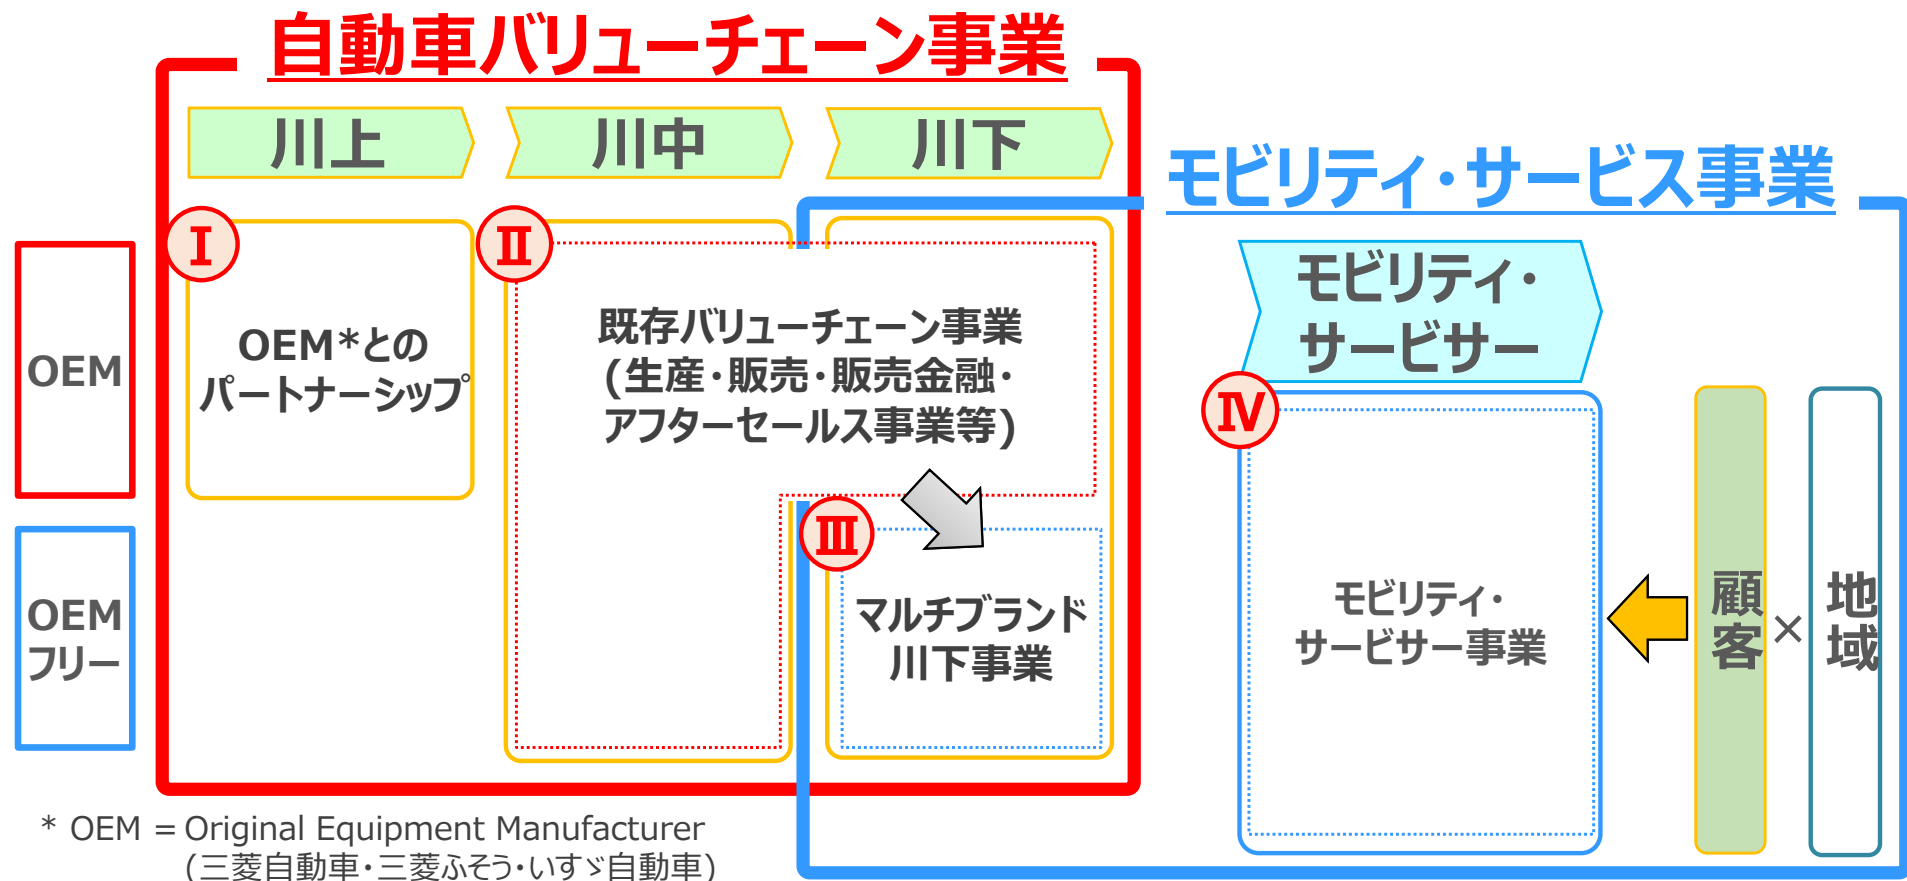 自動車バリューチェーン事業
川上
川中
川下
モビリティ・サービス事業
Ⅰ
Ⅱ
モビリティ・
サービサー
OEM
OEM*との
パートナーシップ
既存バリューチェーン事業
(生産・販売・販売金融・
アフターセールス事業等)
Ⅳ
Ⅲ
OEM
フリー
マルチブランド
川下事業
モビリティ・
サービサー事業
顧客
×
地域
* OEM = Original Equipment Manufacturer
(三菱自動車・三菱ふそう・いすゞ自動車)